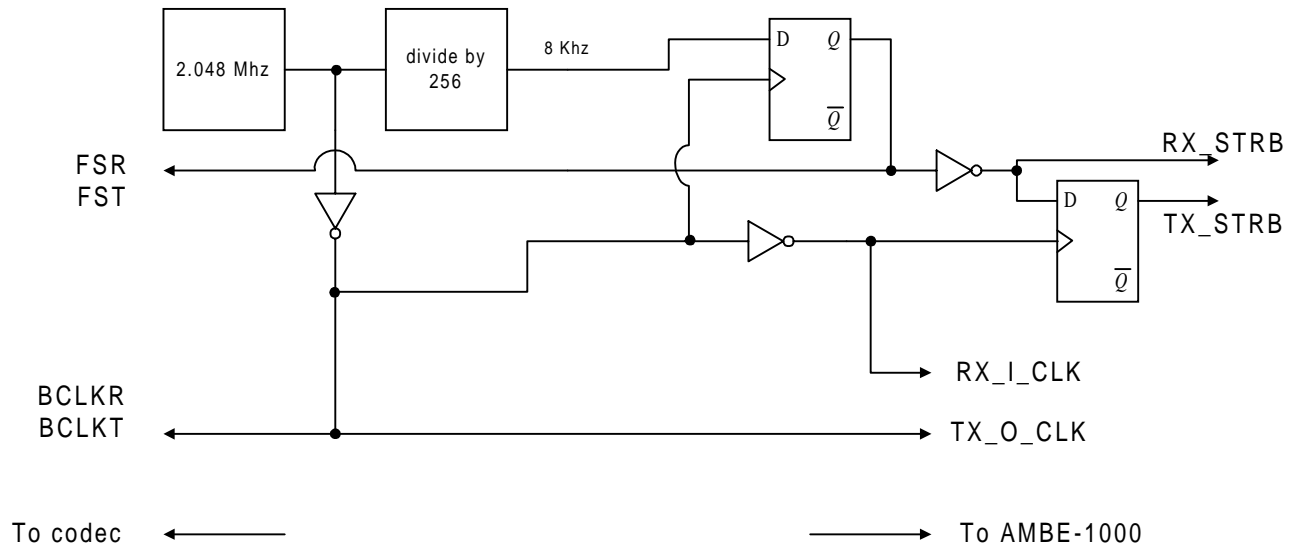 2.048 Mhz
divide by
256
8 Khz
D Q
Q̅
FSR
FST
RX_STRB
D Q
TX_STRB
Q̅
RX_I_CLK
BCLKR
BCLKT
TX_O_CLK
To codec
To AMBE-1000